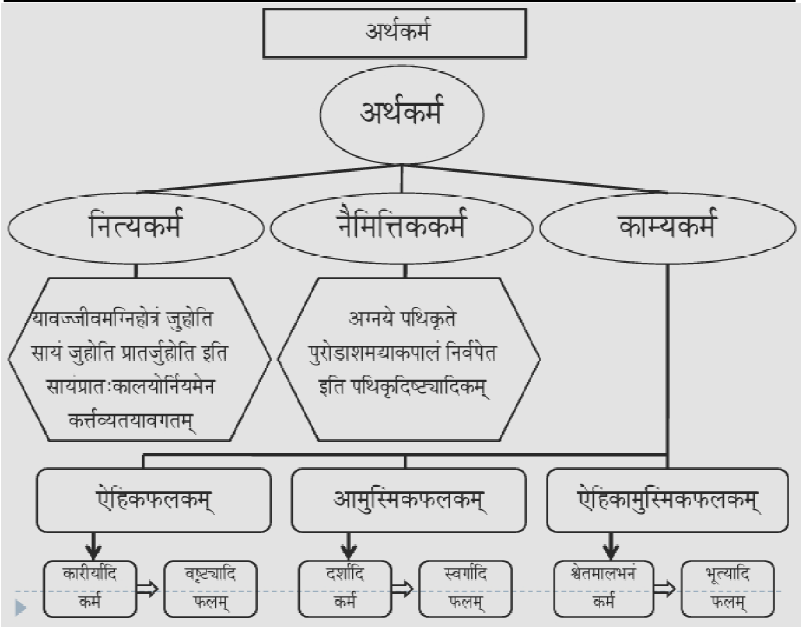 अर्थकर्म
अर्थकर्म
नित्यकर्म
नैमित्तिककर्म
काम्यकर्म
यावज्जीवमग्निहोत्रं जुहोति
सायं जुहोति प्रातर्जुहोति इति
सायंप्रातःकालयोर्नियमेन
कर्त्तव्यतयावगतम्
अग्नये पथिकृते
पुरोडाशमष्टाकपालं निर्वपेत
इति पथिकृदिष्ट्यादिकम्
ऐहिकफलकम्
आमुस्मिकफलकम्
ऐहिकामुस्मिकफलकम्
कारीर्यादि
कर्म
वष्ट्यादि
फलम्
दर्शादि
कर्म
स्वर्गादि
फलम्
श्वेतमालभनं
कर्म
भूत्यादि
फलम्